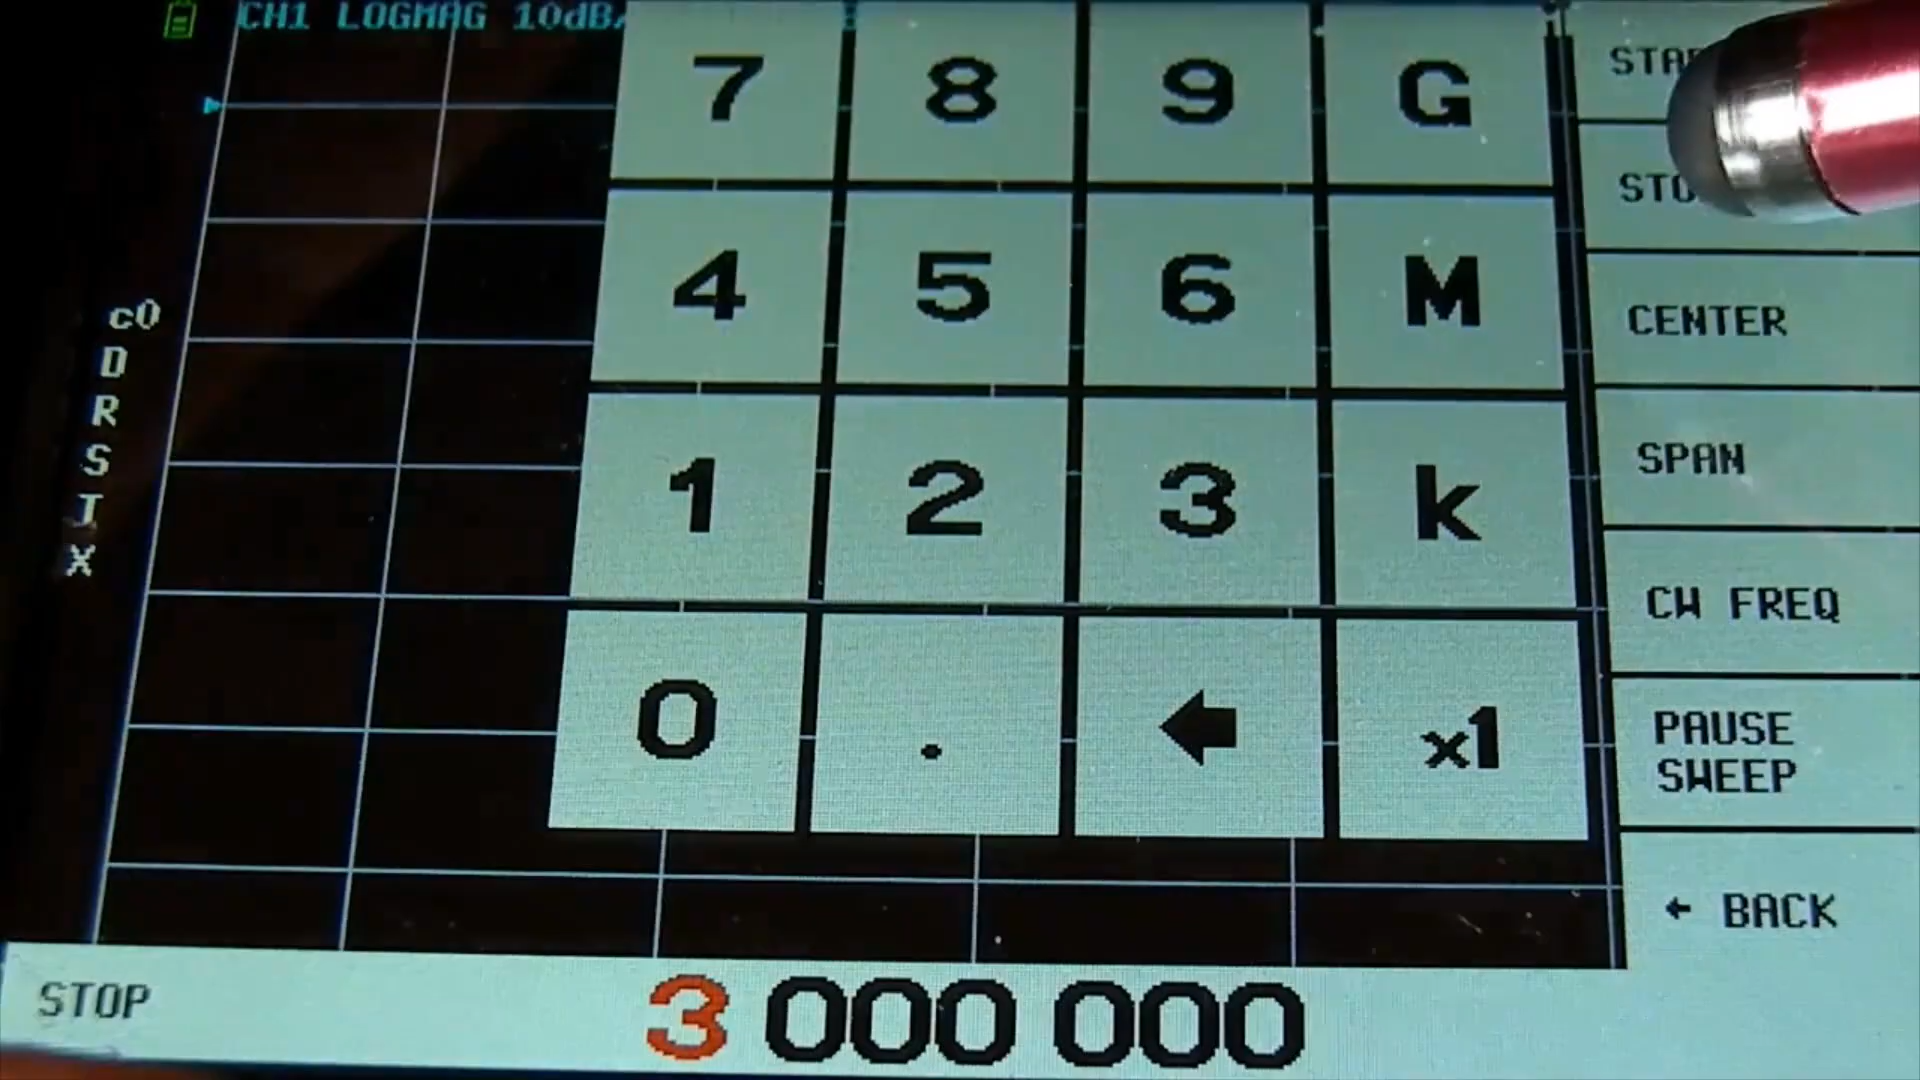 CH1 LOGMAG 10dB/
7 8 9 G
4 5 6 M
1 2 3 k
0 . ← x1
c0
D
R
S
T
X
CENTER
SPAN
CW FREQ
PAUSE
SWEEP
← BACK
STOP 3 000 000